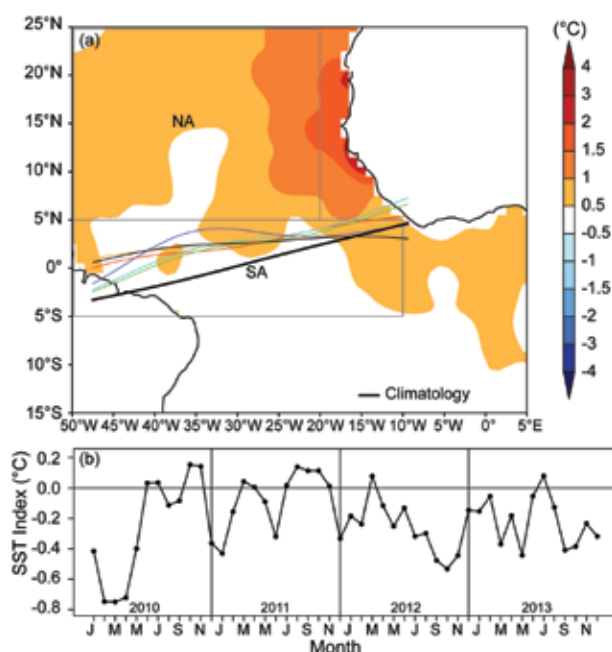 25°N (a) (°C)
20°N
15°N
10°N
5°N
0°
5°S
10°S
15°S
NA
SA
Climatology
50°W45°W 40°W 35°W 30°W 25°W 20°W 15°W 10°W 5°W 0° 5°E
4
3
2
1.5
1
0.5
-0.5
-1
-1.5
-2
-3
-4
(b)
SST Index (°C)
0.2
0.0
-0.2
-0.4
-0.6
-0.8
2010 2011 2012 2013
J M M J S N J M M J S N J M M J S N J M M J S N
Month